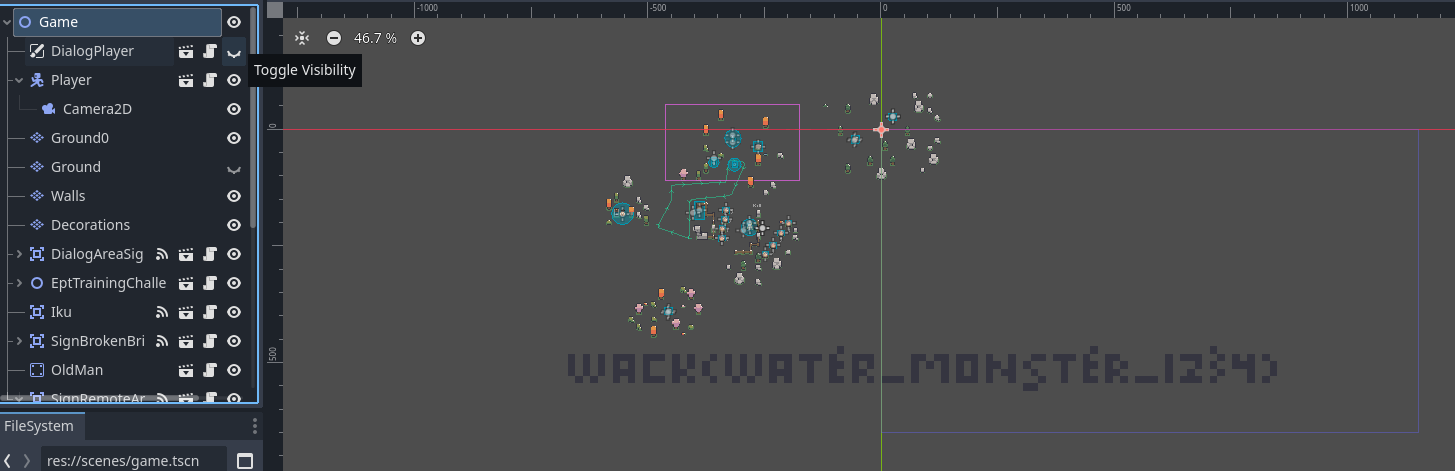 -1000
-500
0
500
1000
Game
46.7 %
DialogPlayer
Toggle Visibility
Player
Camera2D
Ground0
0
Ground
Walls
Decorations
DialogAreaSig
EptTrainingChalle
Iku
SignBrokenBri
500
WACK(WATÉR_MONSTÉR_1234)
OldMan
SignRemoteAr
FileSystem
res://scenes/game.tscn